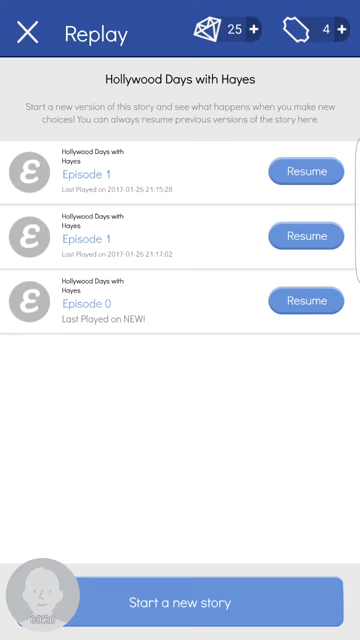 Replay
25
4
Hollywood Days with Hayes
Start a new version of this story and see what happens when you make new
choices! You can always resume previous versions of the story here.
Hollywood Days with
Hayes
Episode 1
Last Played on 2017-01-26 21:15:28
Resume
Hollywood Days with
Hayes
Episode 1
Last Played on 2017-01-26 21:17:02
Resume
Hollywood Days with
Hayes
Episode 0
Last Played on NEW!
Resume
Start a new story